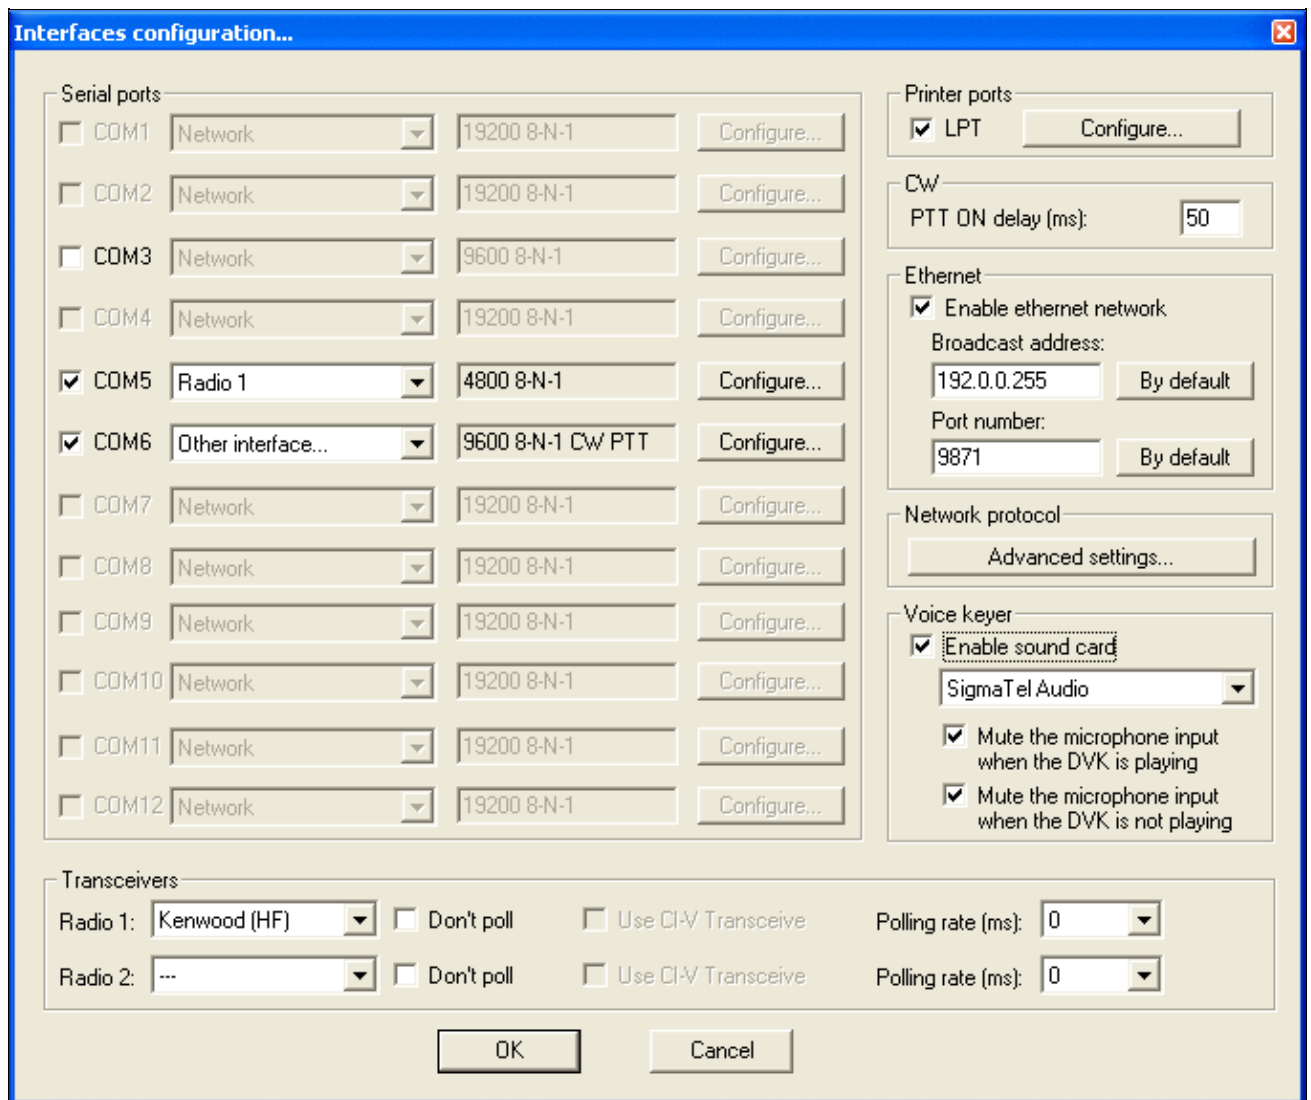 Interfaces configuration...
Serial ports
COM1 Network 19200 8-N-1 Configure...
COM2 Network 19200 8-N-1 Configure...
COM3 Network 9600 8-N-1 Configure...
COM4 Network 19200 8-N-1 Configure...
COM5 Radio 1 4800 8-N-1 Configure...
COM6 Other interface... 9600 8-N-1 CW PTT Configure...
COM7 Network 19200 8-N-1 Configure...
COM8 Network 19200 8-N-1 Configure...
COM9 Network 19200 8-N-1 Configure...
COM10 Network 19200 8-N-1 Configure...
COM11 Network 19200 8-N-1 Configure...
COM12 Network 19200 8-N-1 Configure...
Printer ports
LPT Configure...
CW
PTT ON delay (ms): 50
Ethernet
Enable ethernet network
Broadcast address:
192.0.0.255 By default
Port number:
9871 By default
Network protocol
Advanced settings...
Voice keyer
Enable sound card
SigmaTel Audio
Mute the microphone input
when the DVK is playing
Mute the microphone input
when the DVK is not playing
Transceivers
Radio 1: Kenwood (HF) Don't poll Use CI-V Transceive Polling rate (ms): 0
Radio 2: --- Don't poll Use CI-V Transceive Polling rate (ms): 0
OK Cancel